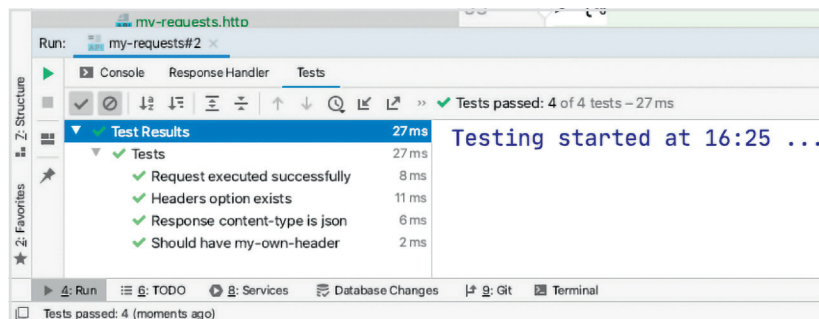 my-requests.http
Run: my-requests#2
Console Response Handler Tests
Tests passed: 4 of 4 tests – 27 ms
Test Results 27 ms
Tests 27 ms
Request executed successfully 8 ms
Headers option exists 11 ms
Response content-type is json 6 ms
Should have my-own-header 2 ms
Testing started at 16:25 ...
Z: Structure
2: Favorites
4: Run 6: TODO 8: Services Database Changes 9: Git Terminal
Tests passed: 4 (moments ago)